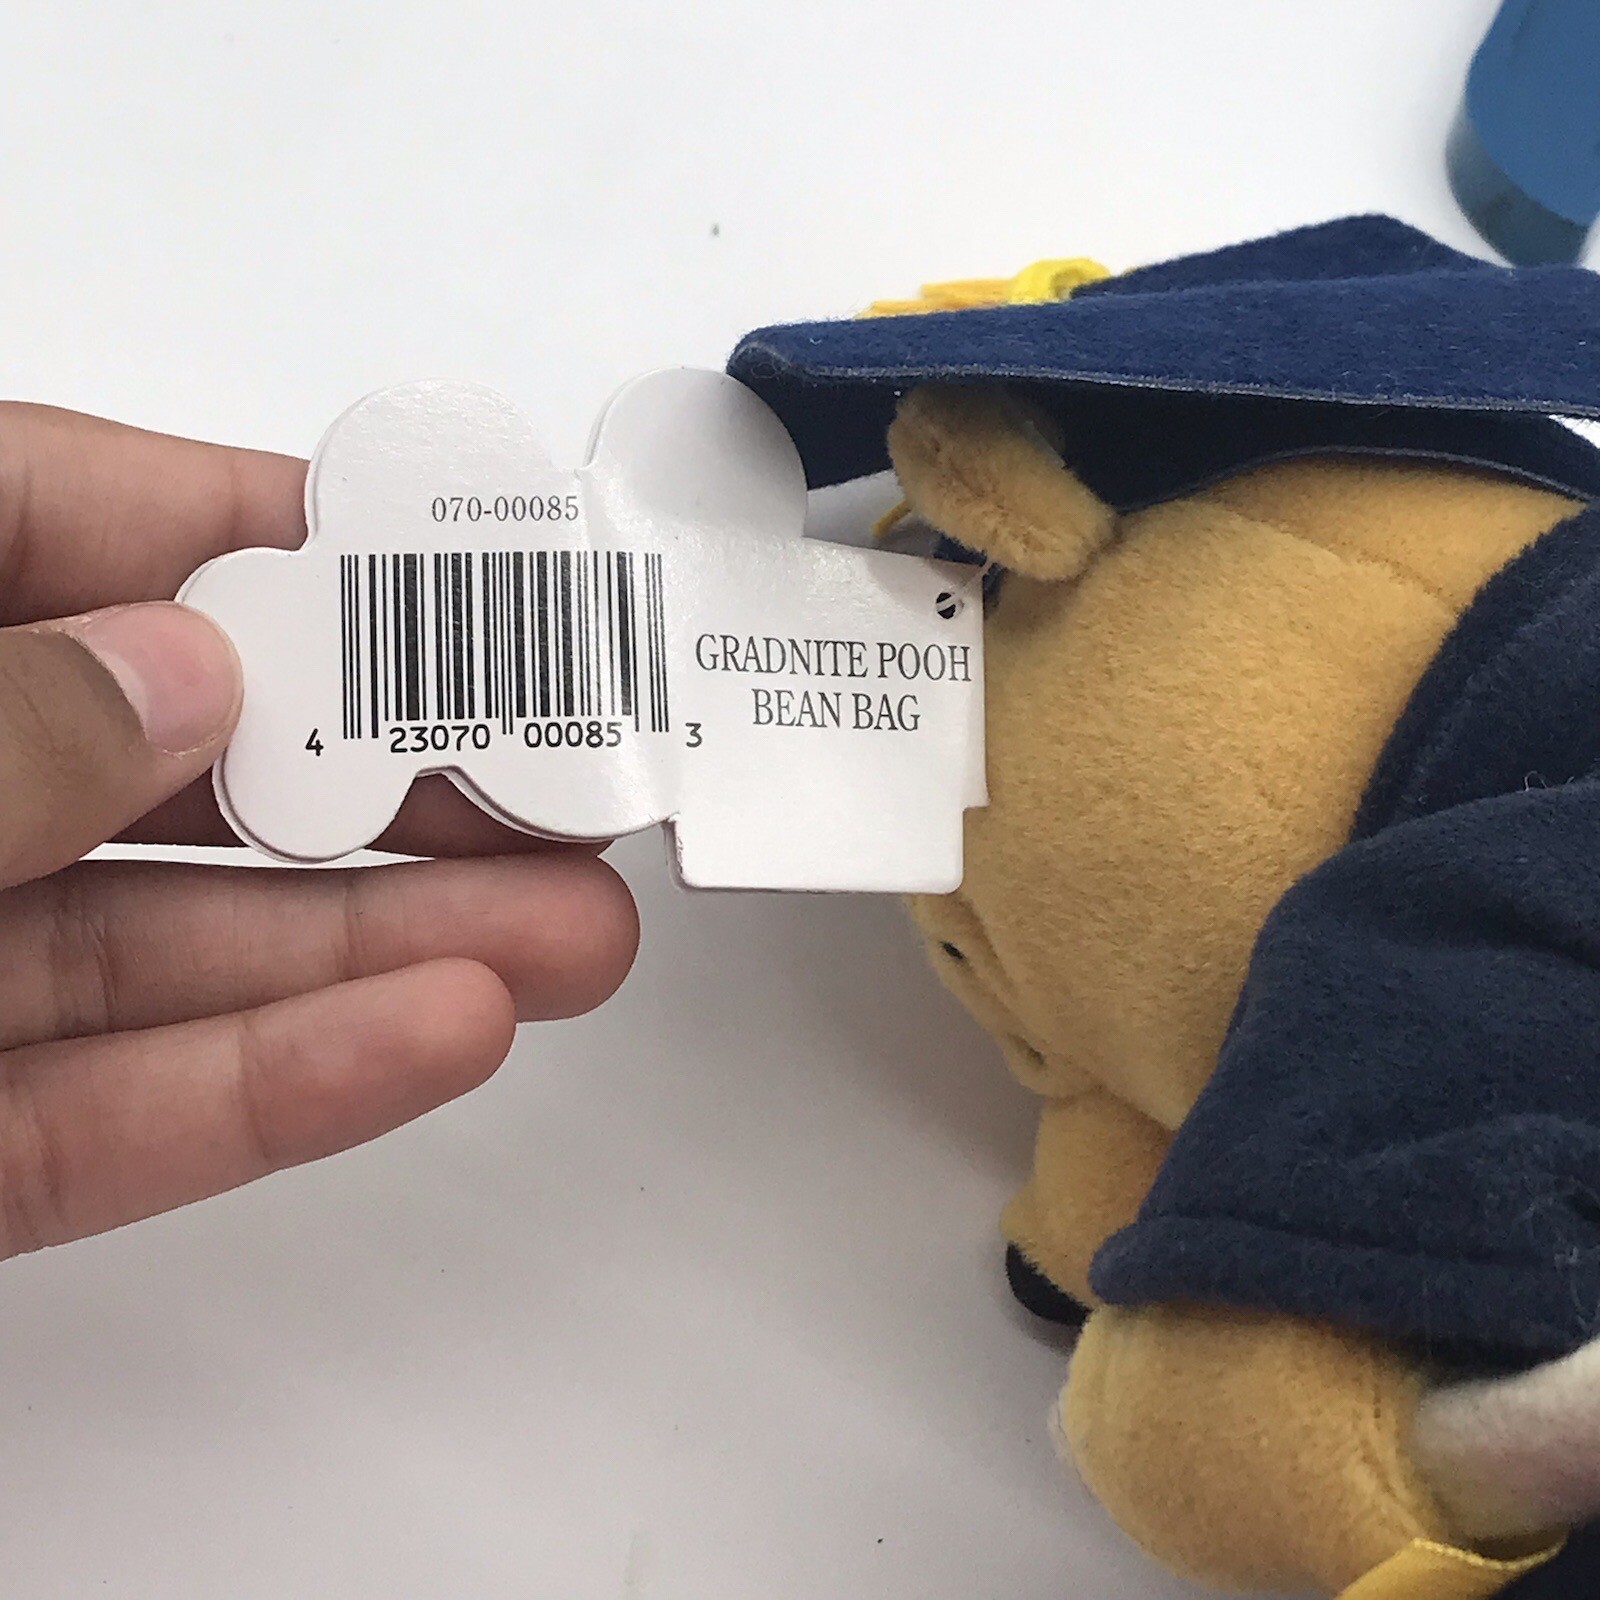 070-00085
4 23070 00085 3
GRADNITE POOH
BEAN BAG